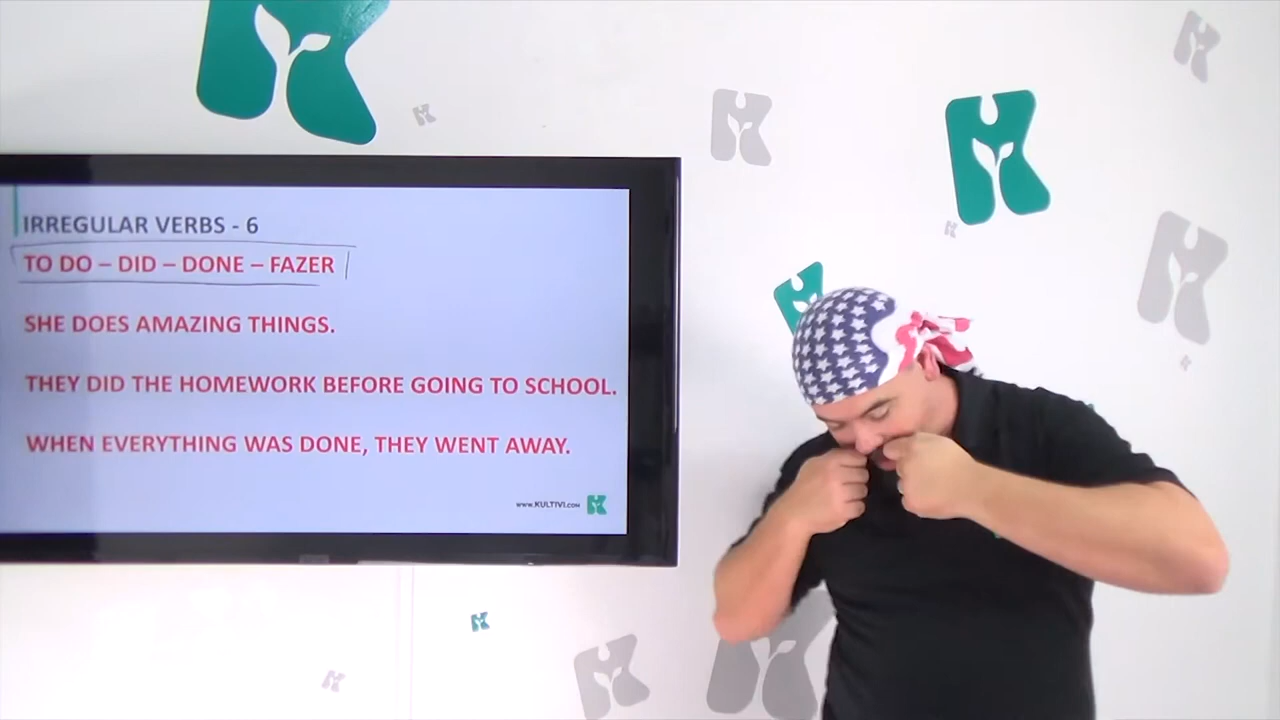 IRREGULAR VERBS - 6
TO DO – DID – DONE – FAZER
SHE DOES AMAZING THINGS.
THEY DID THE HOMEWORK BEFORE GOING TO SCHOOL.
WHEN EVERYTHING WAS DONE, THEY WENT AWAY.
www.KULTIVI.COM